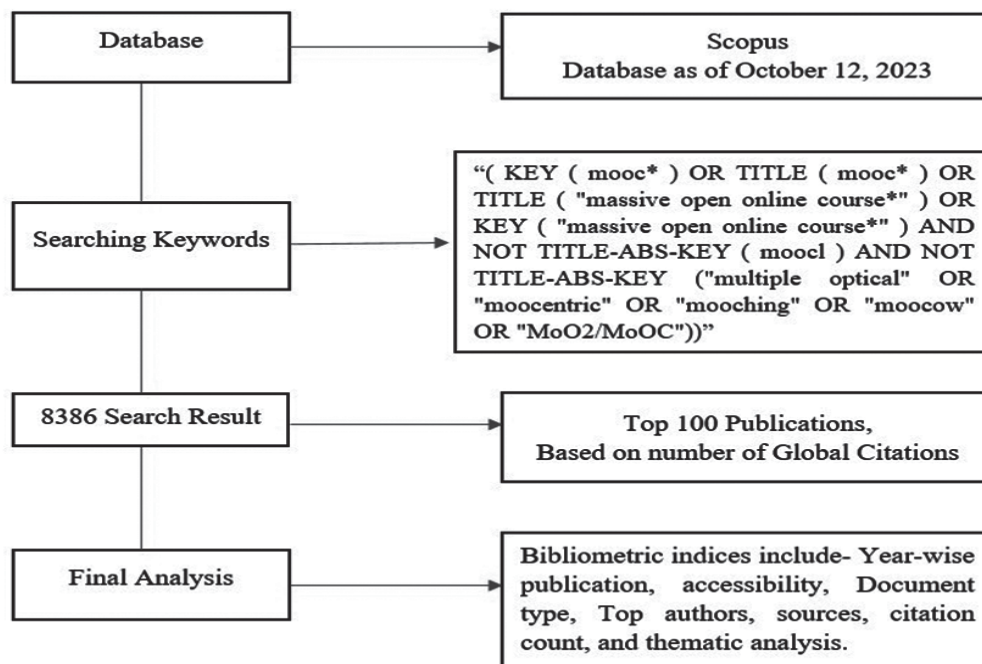 Database
Scopus
Database as of October 12, 2023
Searching Keywords
“( KEY ( mooc* ) OR TITLE ( mooc* ) OR
TITLE ( "massive open online course*" ) OR
KEY ( "massive open online course*" ) AND
NOT TITLE-ABS-KEY ( moocl ) AND NOT
TITLE-ABS-KEY ("multiple optical" OR
"moocentric" OR "mooching" OR "moocow"
OR "MoO2/MoOC"))”
8386 Search Result
Top 100 Publications,
Based on number of Global Citations
Final Analysis
Bibliometric indices include- Year-wise
publication, accessibility, Document
type, Top authors, sources, citation
count, and thematic analysis.